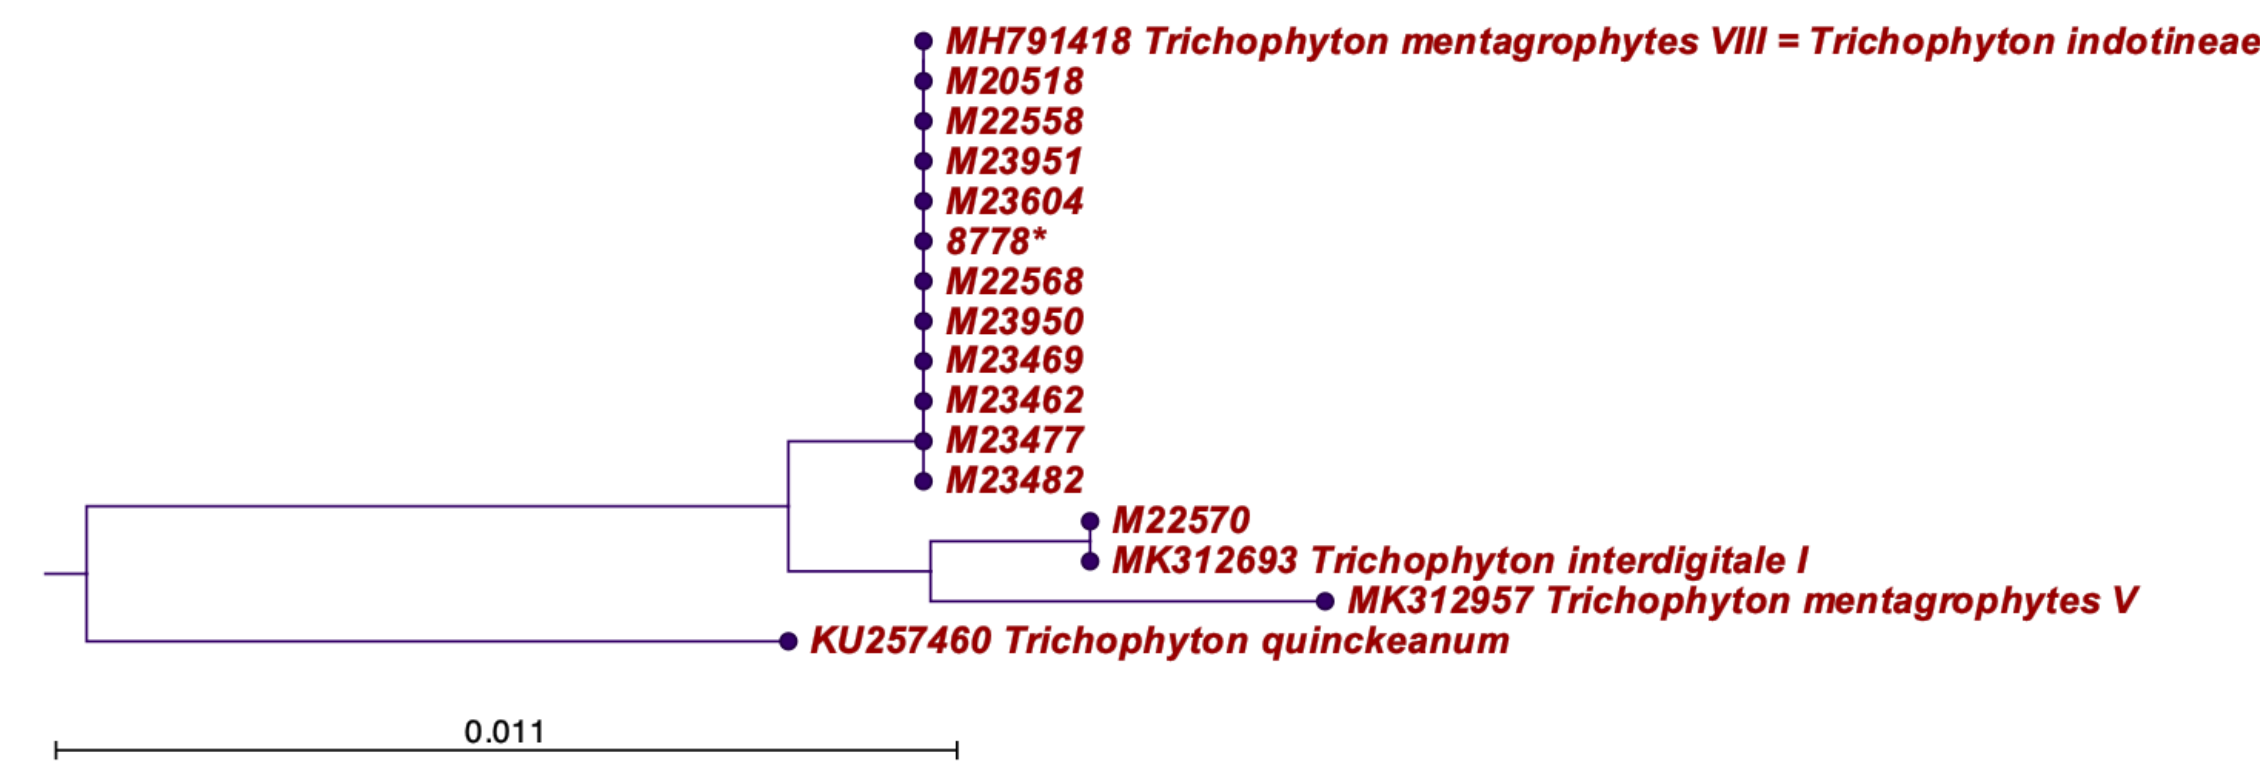 MH791418 Trichophyton mentagrophytes VIII = Trichophyton indotineae
M20518
M22558
M23951
M23604
8778*
M22568
M23950
M23469
M23462
M23477
M23482
M22570
MK312693 Trichophyton interdigitale I
MK312957 Trichophyton mentagrophytes V
KU257460 Trichophyton quinckeanum
0.011